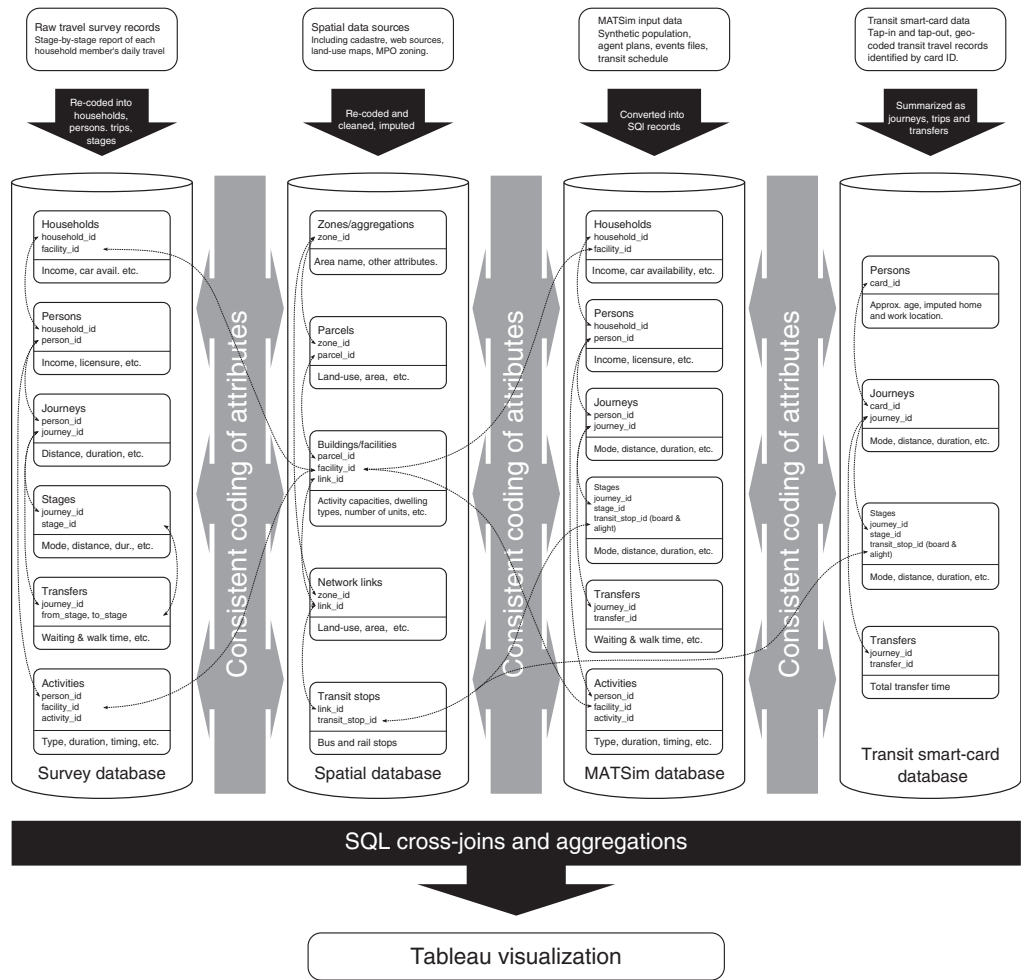 Raw travel survey records
Stage-by-stage report of each
household member's daily travel
Spatial data sources
Including cadastre, web sources,
land-use maps, MPO zoning.
MATSim input data
Synthetic population,
agent plans, events files,
transit schedule
Transit smart-card data
Tap-in and tap-out, geo-
coded transit travel records
identified by card ID.
Re-coded into
households,
persons. trips,
stages
Re-coded and
cleaned, imputed
Converted into
SQl records
Summarized as
journeys, trips and
transfers
Households
household_id
facility_id
Income, car avail. etc.
Persons
household_id
person_id
Income, licensure, etc.
Journeys
person_id
journey_id
Distance, duration, etc.
Stages
journey_id
stage_id
Mode, distance, dur., etc.
Transfers
journey_id
from_stage, to_stage
Waiting & walk time, etc.
Activities
person_id
facility_id
activity_id
Type, duration, timing, etc.
Survey database
Consistent coding of attributes
Zones/aggregations
zone_id
Area name, other attributes.
Parcels
zone_id
parcel_id
Land-use, area, etc.
Buildings/facilities
parcel_id
facility_id
link_id
Activity capacities, dwelling
types, number of units, etc.
Network links
zone_id
link_id
Land-use, area, etc.
Transit stops
link_id
transit_stop_id
Bus and rail stops
Spatial database
Consistent coding of attributes
Households
household_id
facility_id
Income, car availability, etc.
Persons
household_id
person_id
Income, licensure, etc.
Journeys
person_id
journey_id
Mode, distance, duration, etc.
Stages
journey_id
stage_id
transit_stop_id (board &
alight)
Mode, distance, duration, etc.
Transfers
journey_id
transfer_id
Waiting & walk time, etc.
Activities
person_id
facility_id
activity_id
Type, duration, timing, etc.
MATSim database
Consistent coding of attributes
Persons
card_id
Approx. age, imputed home
and work location.
Journeys
card_id
journey_id
Mode, distance, duration, etc.
Stages
journey_id
stage_id
transit_stop_id (board &
alight)
Mode, distance, duration, etc.
Transfers
journey_id
transfer_id
Total transfer time
Transit smart-card
database
SQL cross-joins and aggregations
Tableau visualization